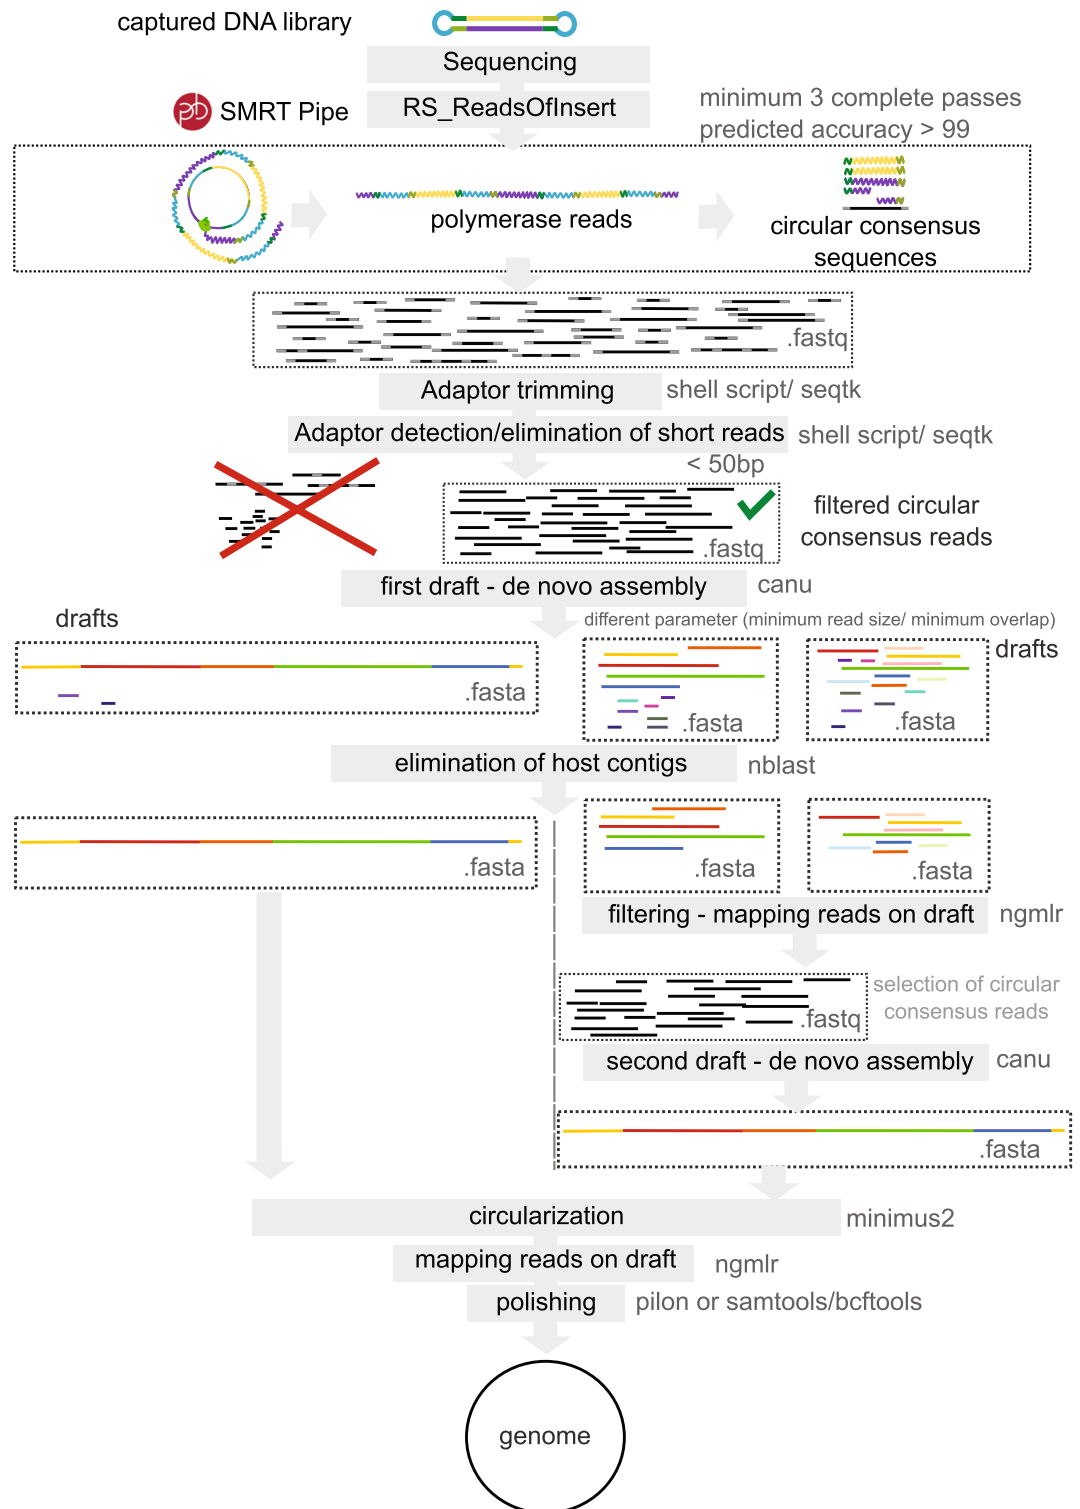 captured DNA library
Sequencing
pb SMRT Pipe
RS_ReadsOfInsert
minimum 3 complete passes
predicted accuracy > 99
polymerase reads
circular consensus
sequences
.fastq
Adaptor trimming
shell script/ seqtk
Adaptor detection/elimination of short reads
shell script/ seqtk
< 50bp
filtered circular
consensus reads
.fastq
first draft - de novo assembly
canu
drafts
different parameter (minimum read size/ minimum overlap)
drafts
.fasta
.fasta
.fasta
elimination of host contigs
nblast
.fasta
.fasta
.fasta
filtering - mapping reads on draft
ngmlr
selection of circular
consensus reads
.fastq
second draft - de novo assembly
canu
.fasta
circularization
minimus2
mapping reads on draft
ngmlr
polishing
pilon or samtools/bcftools
genome